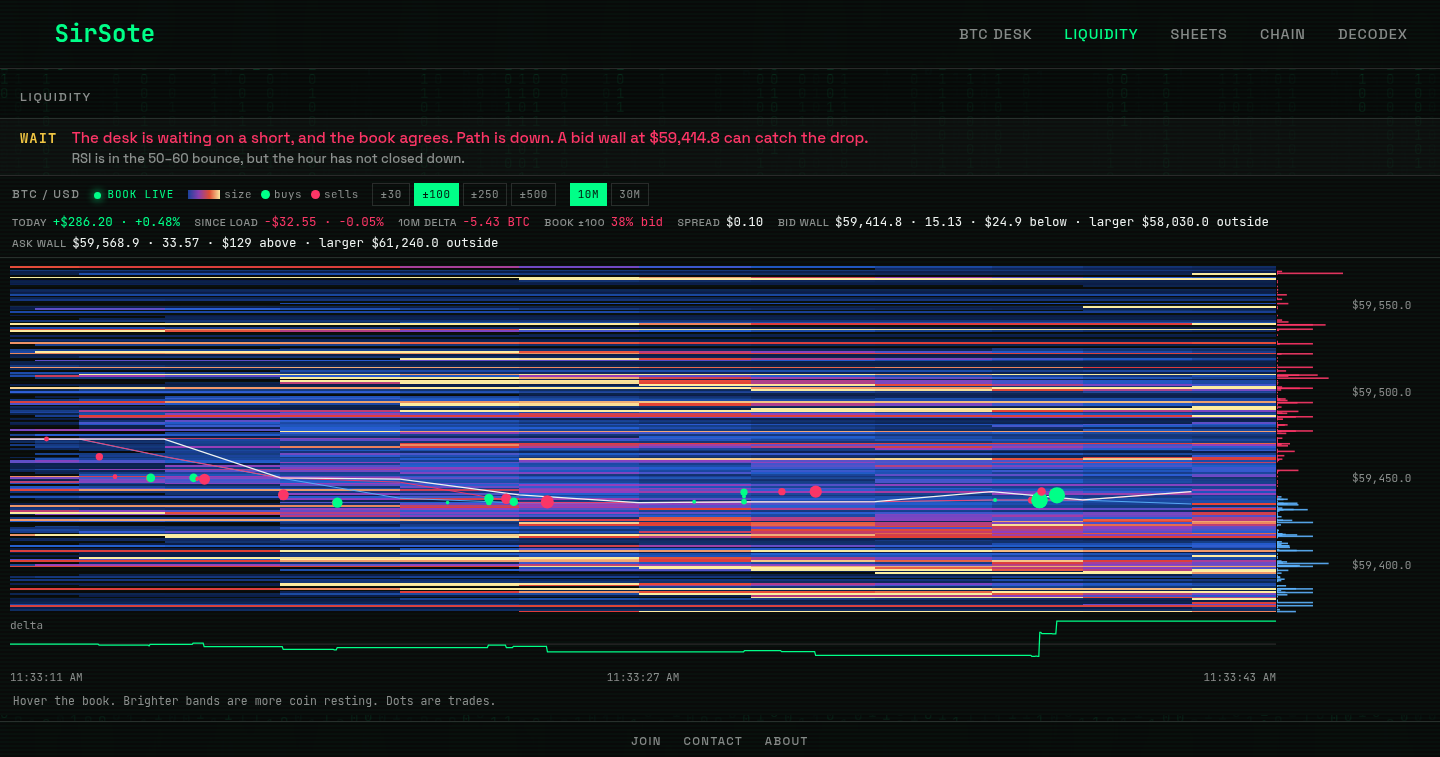 SirSote
BTC DESK LIQUIDITY SHEETS CHAIN DECODEX
LIQUIDITY
WAIT The desk is waiting on a short, and the book agrees. Path is down. A bid wall at $59,414.8 can catch the drop.
RSI is in the 50–60 bounce, but the hour has not closed down.
BTC / USD BOOK LIVE size buys sells ±30 ±100 ±250 ±500 10M 30M
TODAY +$286.20 · +0.48% SINCE LOAD -$32.55 · -0.05% 10M DELTA -5.43 BTC BOOK ±100 38% bid SPREAD $0.10 BID WALL $59,414.8 · 15.13 · $24.9 below · larger $58,030.0 outside
ASK WALL $59,568.9 · 33.57 · $129 above · larger $61,240.0 outside
$59,550.0
$59,500.0
$59,450.0
$59,400.0
delta
11:33:11 AM 11:33:27 AM 11:33:43 AM
Hover the book. Brighter bands are more coin resting. Dots are trades.
JOIN CONTACT ABOUT